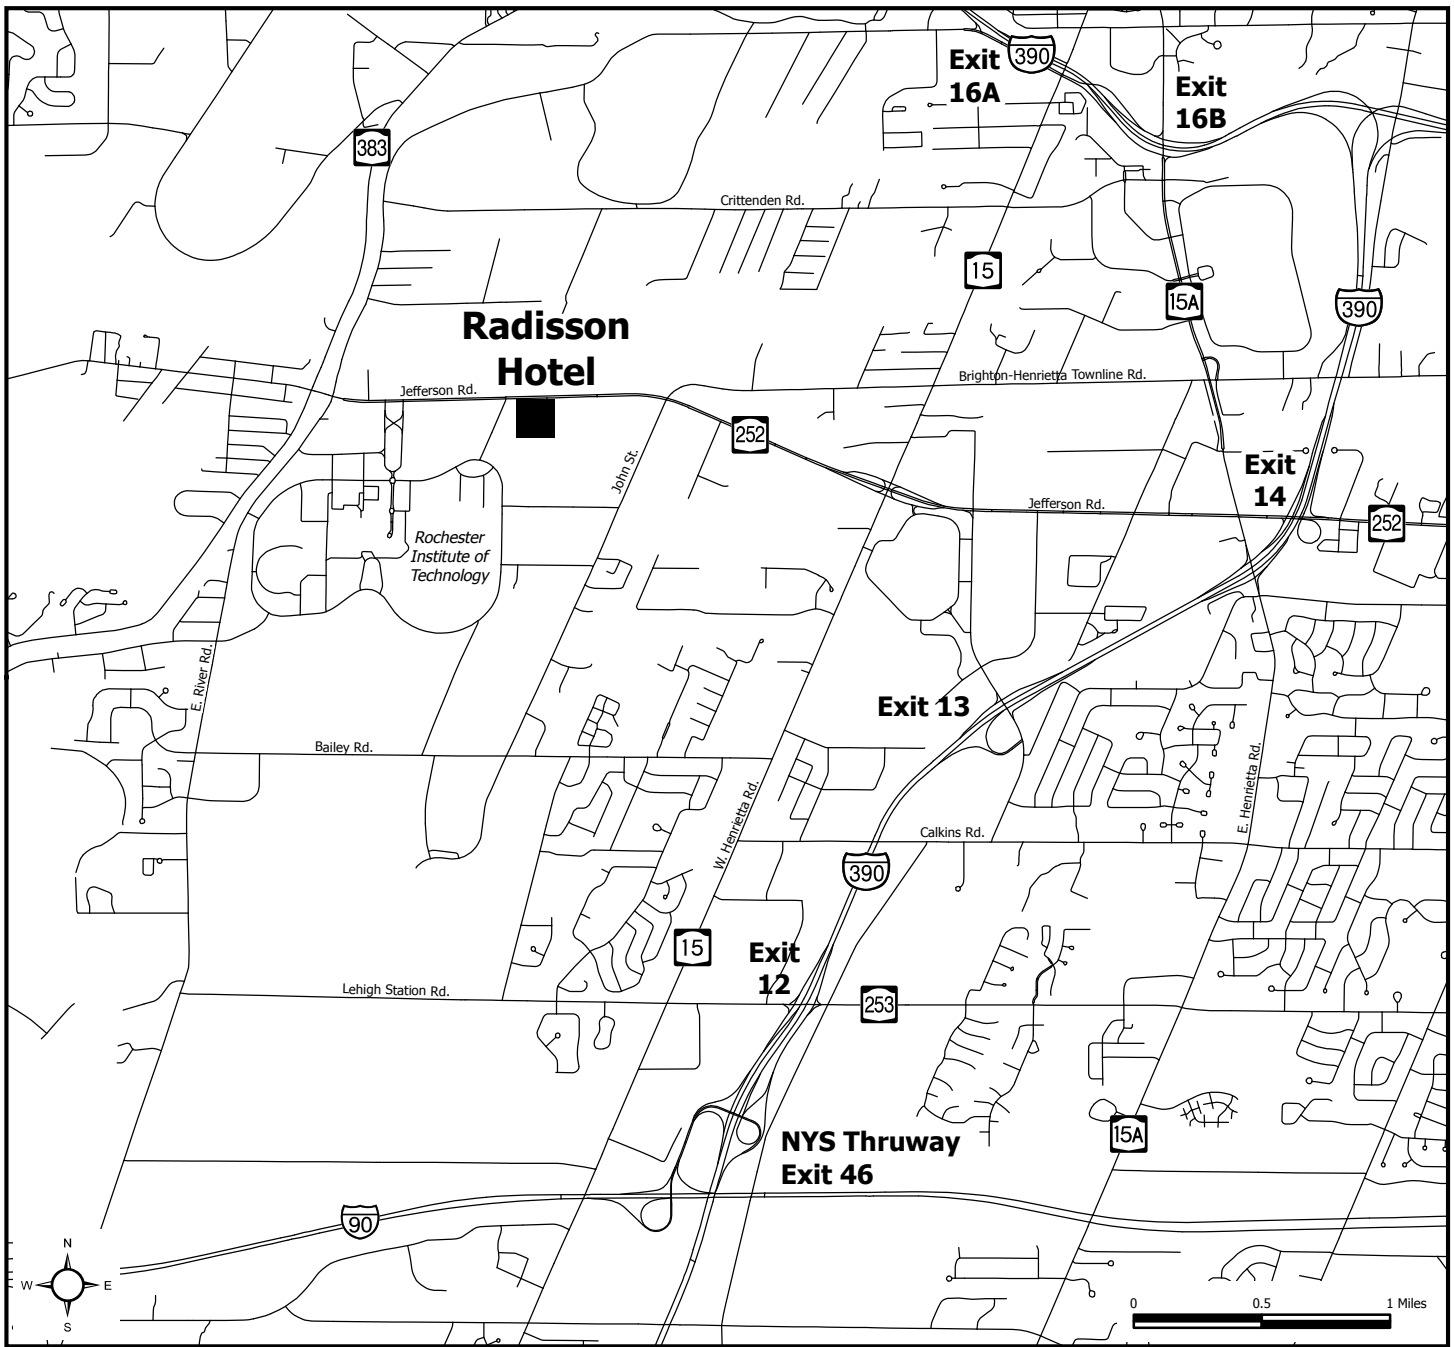 390
Exit
16A
Exit
16B
383
Crittenden Rd.
15
15A
390
Radisson
Hotel
Brighton-Henrietta Townline Rd.
Jefferson Rd.
252
John St.
Exit
14
Jefferson Rd.
252
Rochester
Institute of
Technology
E. River Rd.
Exit 13
Bailey Rd.
E. Henrietta Rd.
W. Henrietta Rd.
Calkins Rd.
390
15
Exit
12
Lehigh Station Rd.
253
15A
NYS Thruway
Exit 46
90
N
W
E
S
0
0.5
1 Miles